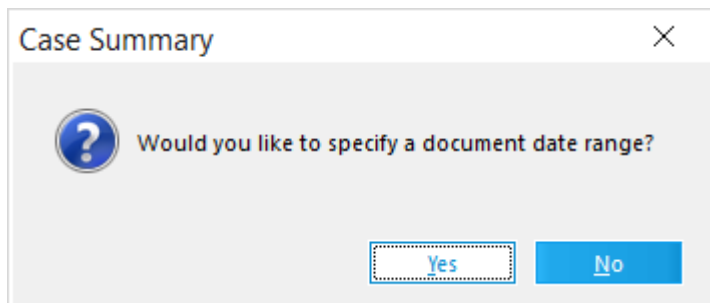 Case Summary
Would you like to specify a document date range?
Yes No